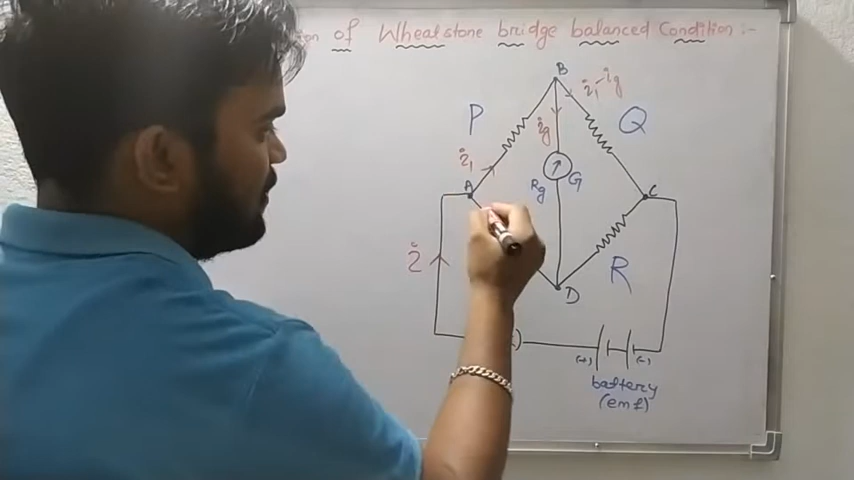 of Wheatstone bridge balanced Condition :-
B
i₁-ig
P
Q
ig
i₁
A
Rg
G
C
i
R
D
(+)
(-)
battery
(emf)